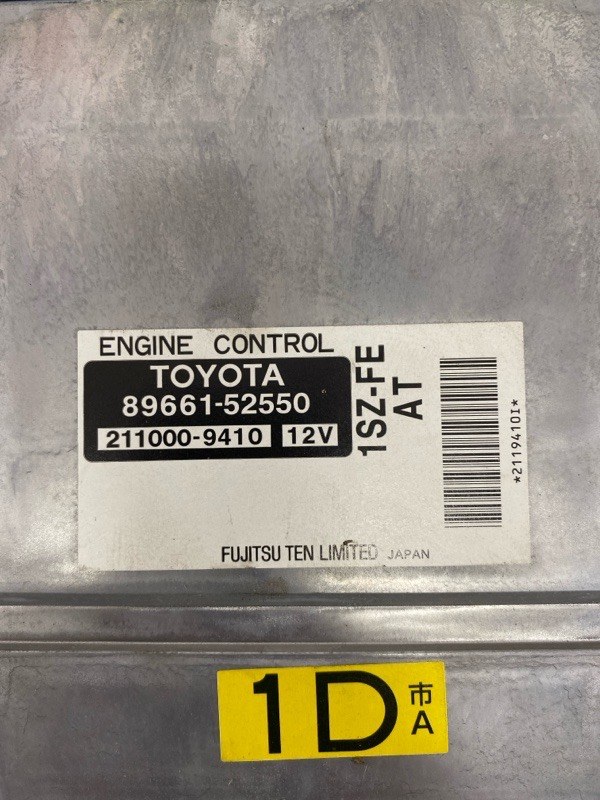 ENGINE CONTROL
TOYOTA
89661-52550
211000-9410 12V
1SZ-FE
AT
*2119410I*
FUJITSU TEN LIMITED JAPAN
1D 市
A